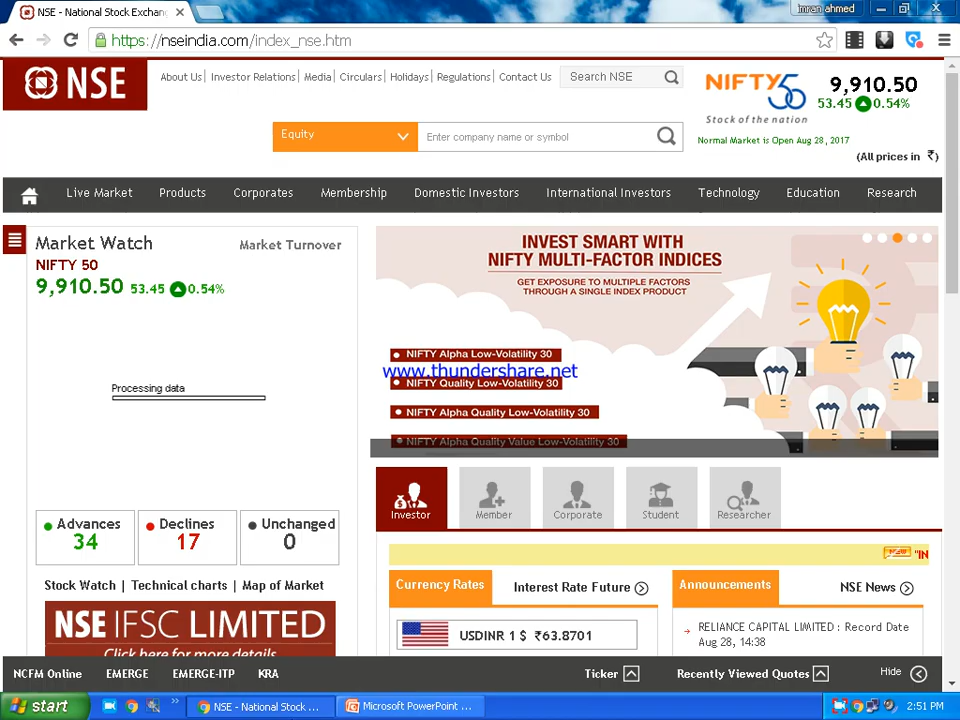 NSE - National Stock Exchan
imran ahmed
https://nseindia.com/index_nse.htm
NSE
About Us | Investor Relations | Media | Circulars | Holidays | Regulations | Contact Us
Search NSE
NIFTY 50
Stock of the nation
9,910.50
53.45 0.54%
Normal Market is Open Aug 28, 2017
(All prices in ₹)
Equity
Enter company name or symbol
Live Market Products Corporates Membership Domestic Investors International Investors Technology Education Research
Market Watch
Market Turnover
NIFTY 50
9,910.50 53.45 0.54%
Processing data
Advances
34
Declines
17
Unchanged
0
Stock Watch | Technical charts | Map of Market
NSE IFSC LIMITED
Click here for more details
INVEST SMART WITH
NIFTY MULTI-FACTOR INDICES
GET EXPOSURE TO MULTIPLE FACTORS
THROUGH A SINGLE INDEX PRODUCT
NIFTY Alpha Low-Volatility 30
www.thundershare.net
NIFTY Quality Low-Volatility 30
NIFTY Alpha Quality Low-Volatility 30
NIFTY Alpha Quality Value Low-Volatility 30
Investor Member Corporate Student Researcher
NEW "IN
Currency Rates
Interest Rate Future
USDINR 1 $ ₹63.8701
Announcements
NSE News
RELIANCE CAPITAL LIMITED : Record Date
Aug 28, 14:38
NCFM Online EMERGE EMERGE-ITP KRA
Ticker
Recently Viewed Quotes
Hide
start
NSE - National Stock ...
Microsoft PowerPoint ...
2:51 PM